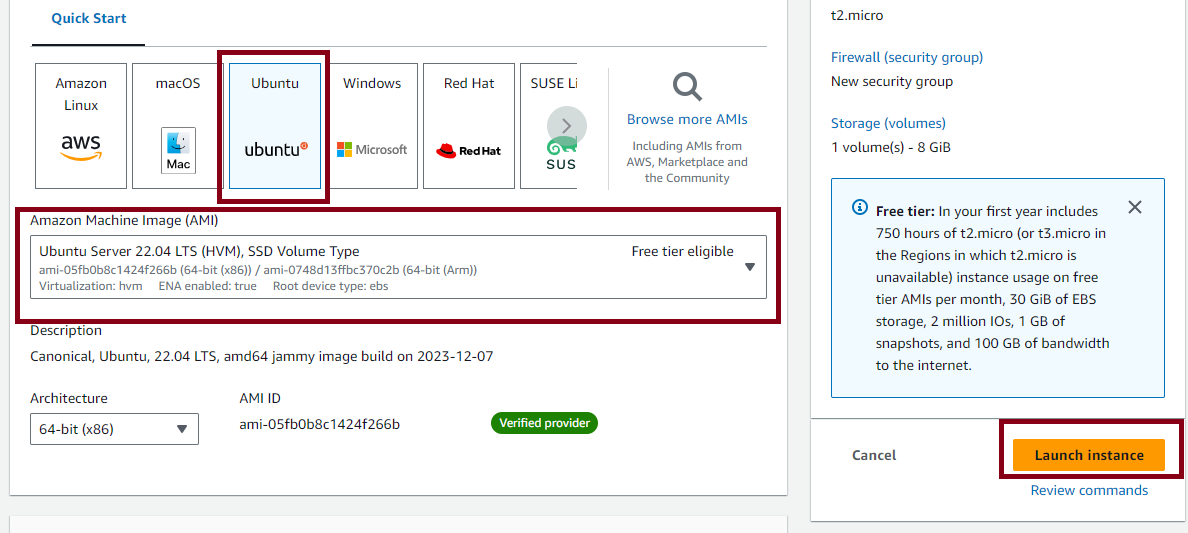 Quick Start
Amazon
Linux
aws
macOS
Mac
Ubuntu
ubuntu
Windows
Microsoft
Red Hat
Red Hat
SUSE Li
SUS
Browse more AMIs
Including AMIs from
AWS, Marketplace and
the Community
Amazon Machine Image (AMI)
Ubuntu Server 22.04 LTS (HVM), SSD Volume Type
Free tier eligible
ami-05fb0b8c1424f266b (64-bit (x86)) / ami-0748d13ffbc370c2b (64-bit (Arm))
Virtualization: hvm ENA enabled: true Root device type: ebs
Description
Canonical, Ubuntu, 22.04 LTS, amd64 jammy image build on 2023-12-07
Architecture
64-bit (x86)
AMI ID
ami-05fb0b8c1424f266b
Verified provider
t2.micro
Firewall (security group)
New security group
Storage (volumes)
1 volume(s) - 8 GiB
Free tier: In your first year includes
750 hours of t2.micro (or t3.micro in
the Regions in which t2.micro is
unavailable) instance usage on free
tier AMIs per month, 30 GiB of EBS
storage, 2 million IOs, 1 GB of
snapshots, and 100 GB of bandwidth
to the internet.
Cancel
Launch instance
Review commands